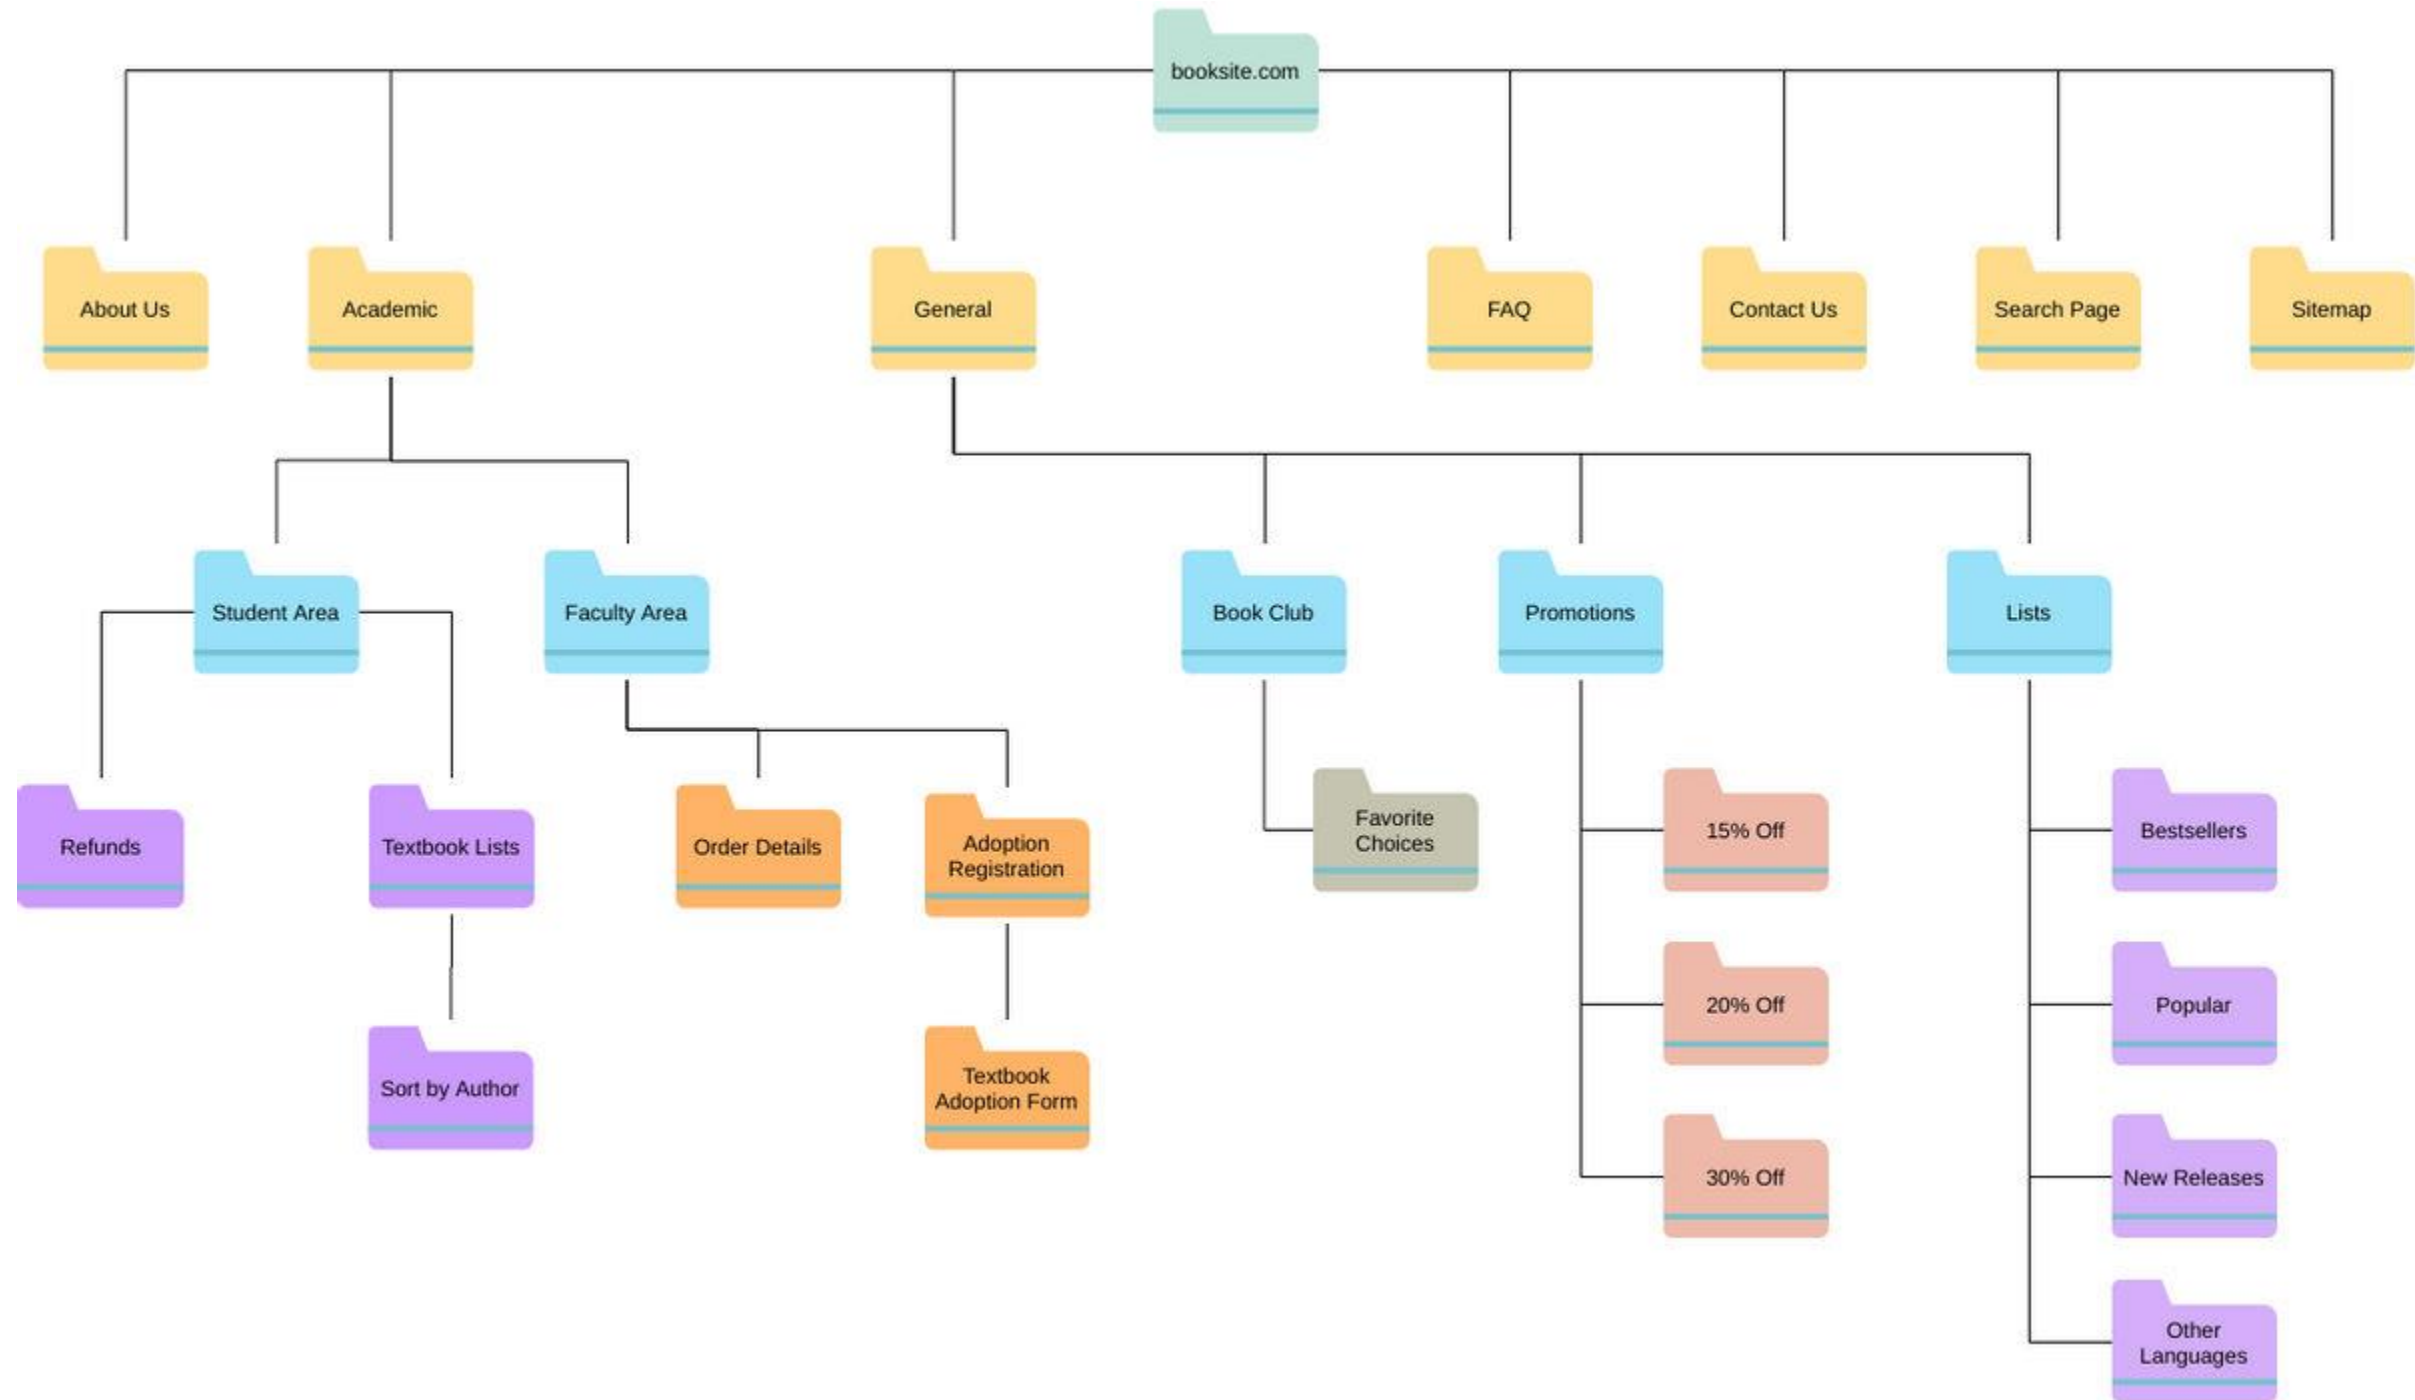 booksite.com
About Us
Academic
General
FAQ
Contact Us
Search Page
Sitemap
Student Area
Faculty Area
Book Club
Promotions
Lists
Refunds
Textbook Lists
Order Details
Adoption
Registration
Favorite
Choices
15% Off
Bestsellers
20% Off
Popular
Sort by Author
Textbook
Adoption Form
30% Off
New Releases
Other
Languages